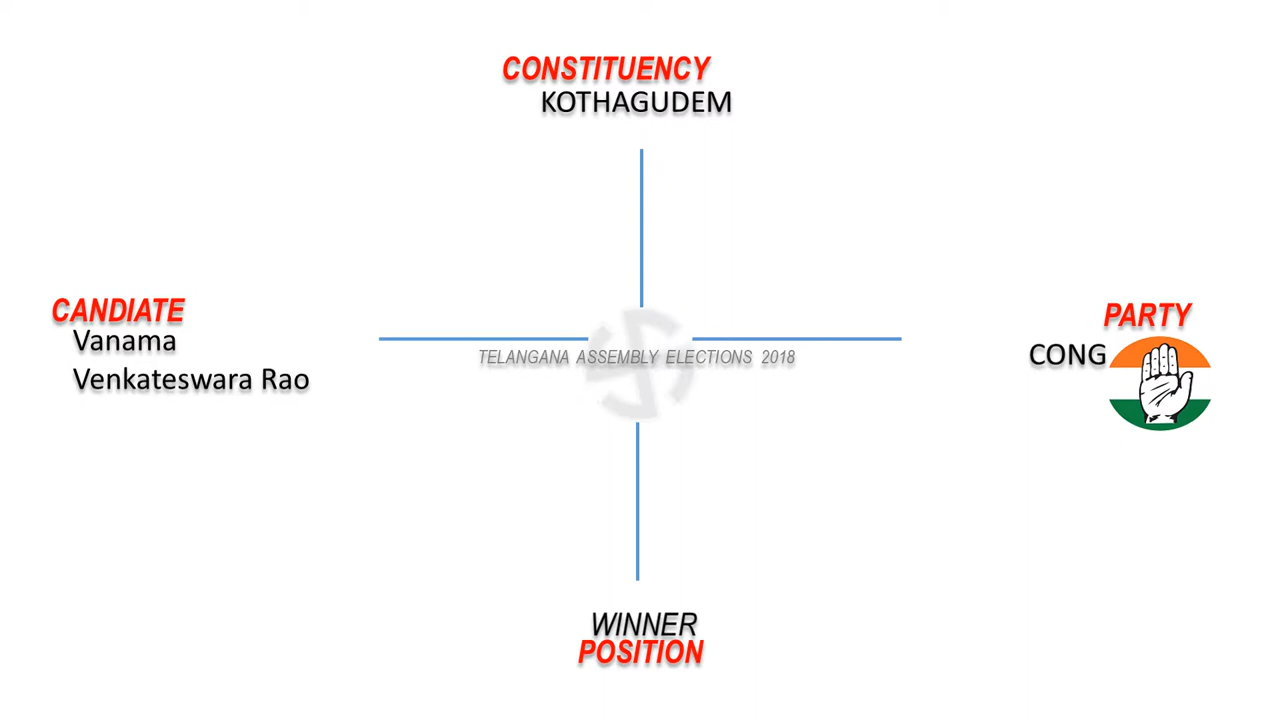 CONSTITUENCY
KOTHAGUDEM
CANDIATE
Vanama
Venkateswara Rao
TELANGANA ASSEMBLY ELECTIONS 2018
PARTY
CONG
WINNER
POSITION